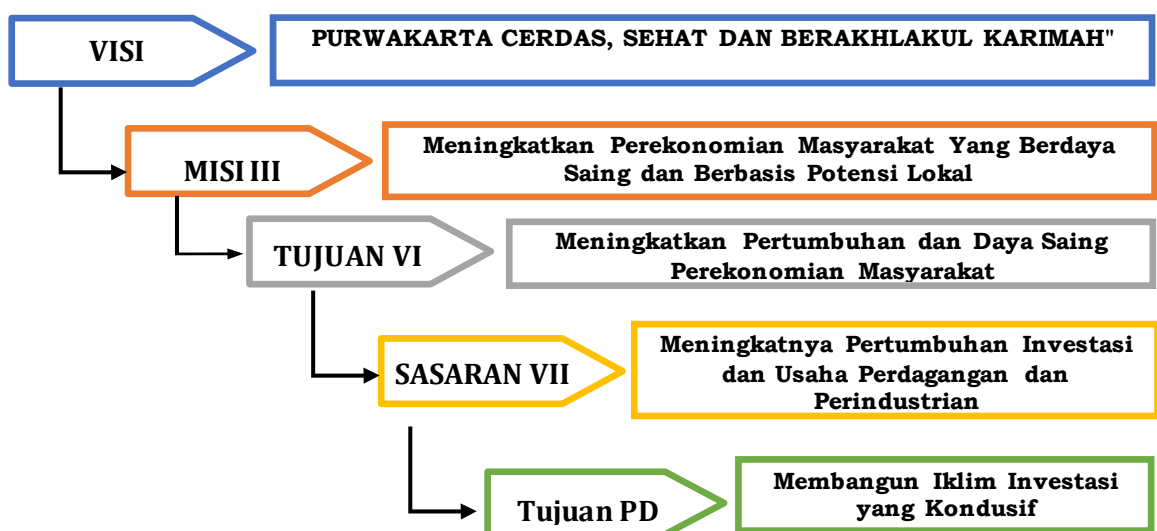 VISI
PURWAKARTA CERDAS, SEHAT DAN BERAKHLAKUL KARIMAH"
MISI III
Meningkatkan Perekonomian Masyarakat Yang Berdaya
Saing dan Berbasis Potensi Lokal
TUJUAN VI
Meningkatkan Pertumbuhan dan Daya Saing
Perekonomian Masyarakat
SASARAN VII
Meningkatnya Pertumbuhan Investasi
dan Usaha Perdagangan dan
Perindustrian
Tujuan PD
Membangun Iklim Investasi
yang Kondusif